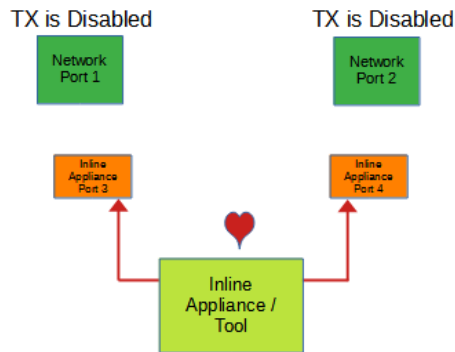 TX is Disabled
TX is Disabled
Network
Port 1
Network
Port 2
Inline
Appliance
Port 3
Inline
Appliance
Port 4
Inline
Appliance /
Tool